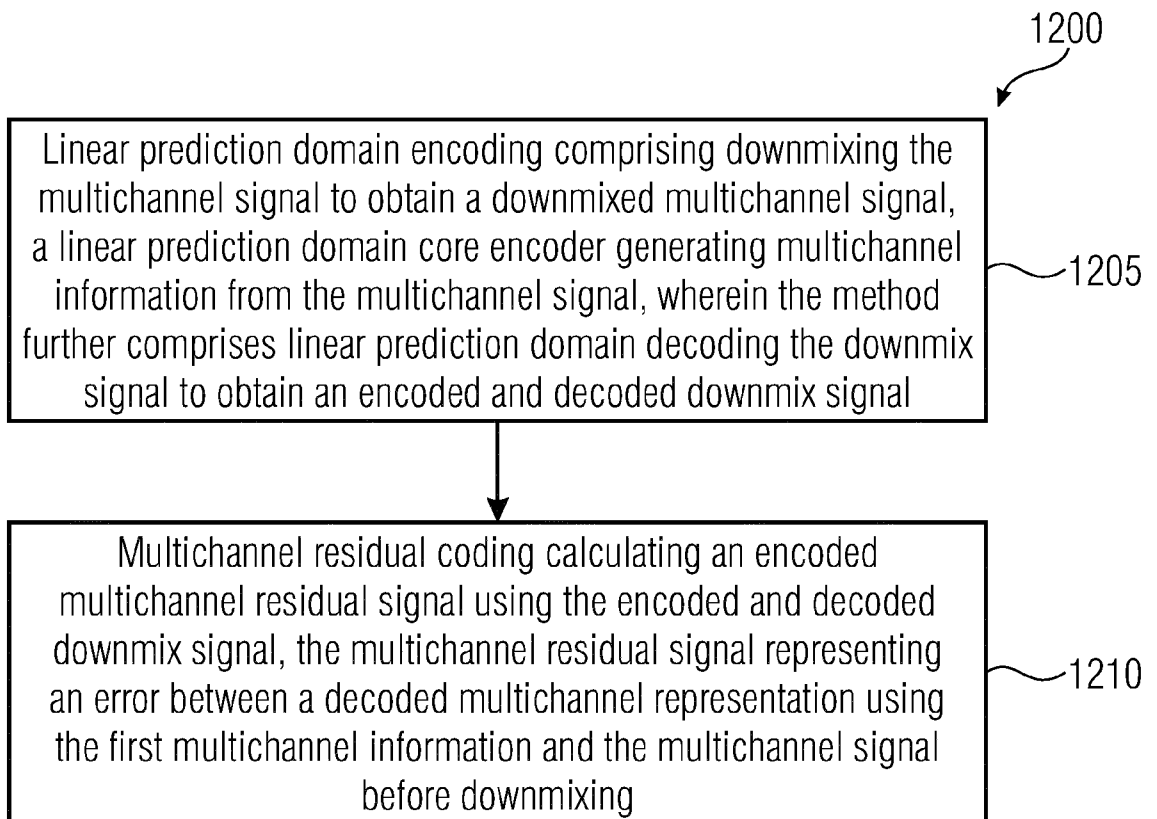 1200
Linear prediction domain encoding comprising downmixing the
multichannel signal to obtain a downmixed multichannel signal,
a linear prediction domain core encoder generating multichannel
information from the multichannel signal, wherein the method
further comprises linear prediction domain decoding the downmix
signal to obtain an encoded and decoded downmix signal
1205
Multichannel residual coding calculating an encoded
multichannel residual signal using the encoded and decoded
downmix signal, the multichannel residual signal representing
an error between a decoded multichannel representation using
the first multichannel information and the multichannel signal
before downmixing
1210